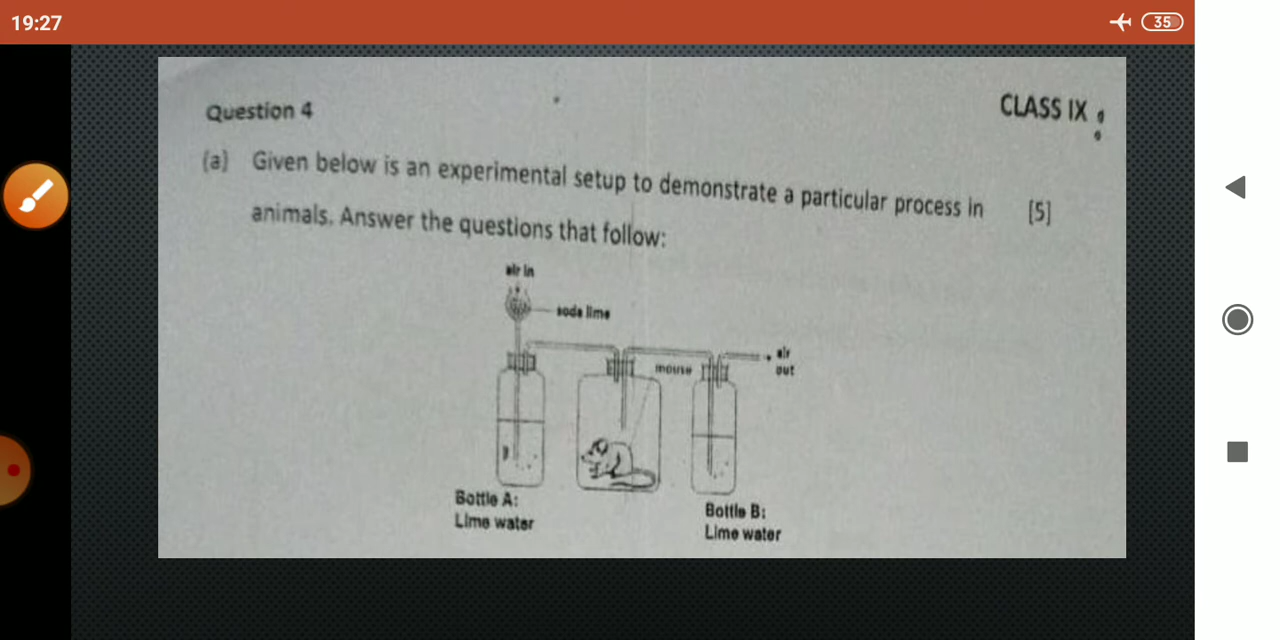 19:27
35
Question 4
CLASS IX
(a) Given below is an experimental setup to demonstrate a particular process in [5]
animals. Answer the questions that follow:
air in
soda lime
air
out
mouse
Bottle A:
Lime water
Bottle B:
Lime water